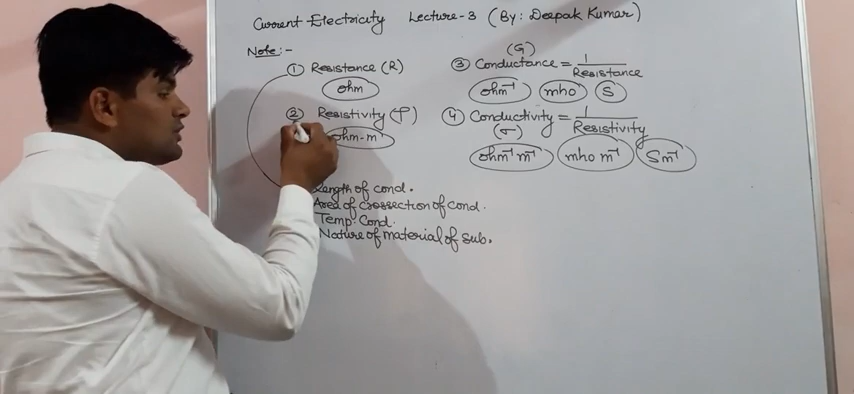 Current Electricity Lecture-3 (By: Deepak Kumar)
Note:-
① Resistance (R)
ohm
② Resistivity (ρ)
ohm-m
Length of cond.
Area of crossection of cond.
Temp. Cond.
Nature of material of sub.
(G)
③ Conductance = 1/Resistance
ohm⁻¹ mho S
④ Conductivity = 1/Resistivity
(σ)
ohm⁻¹m⁻¹ mho m⁻¹ Sm⁻¹